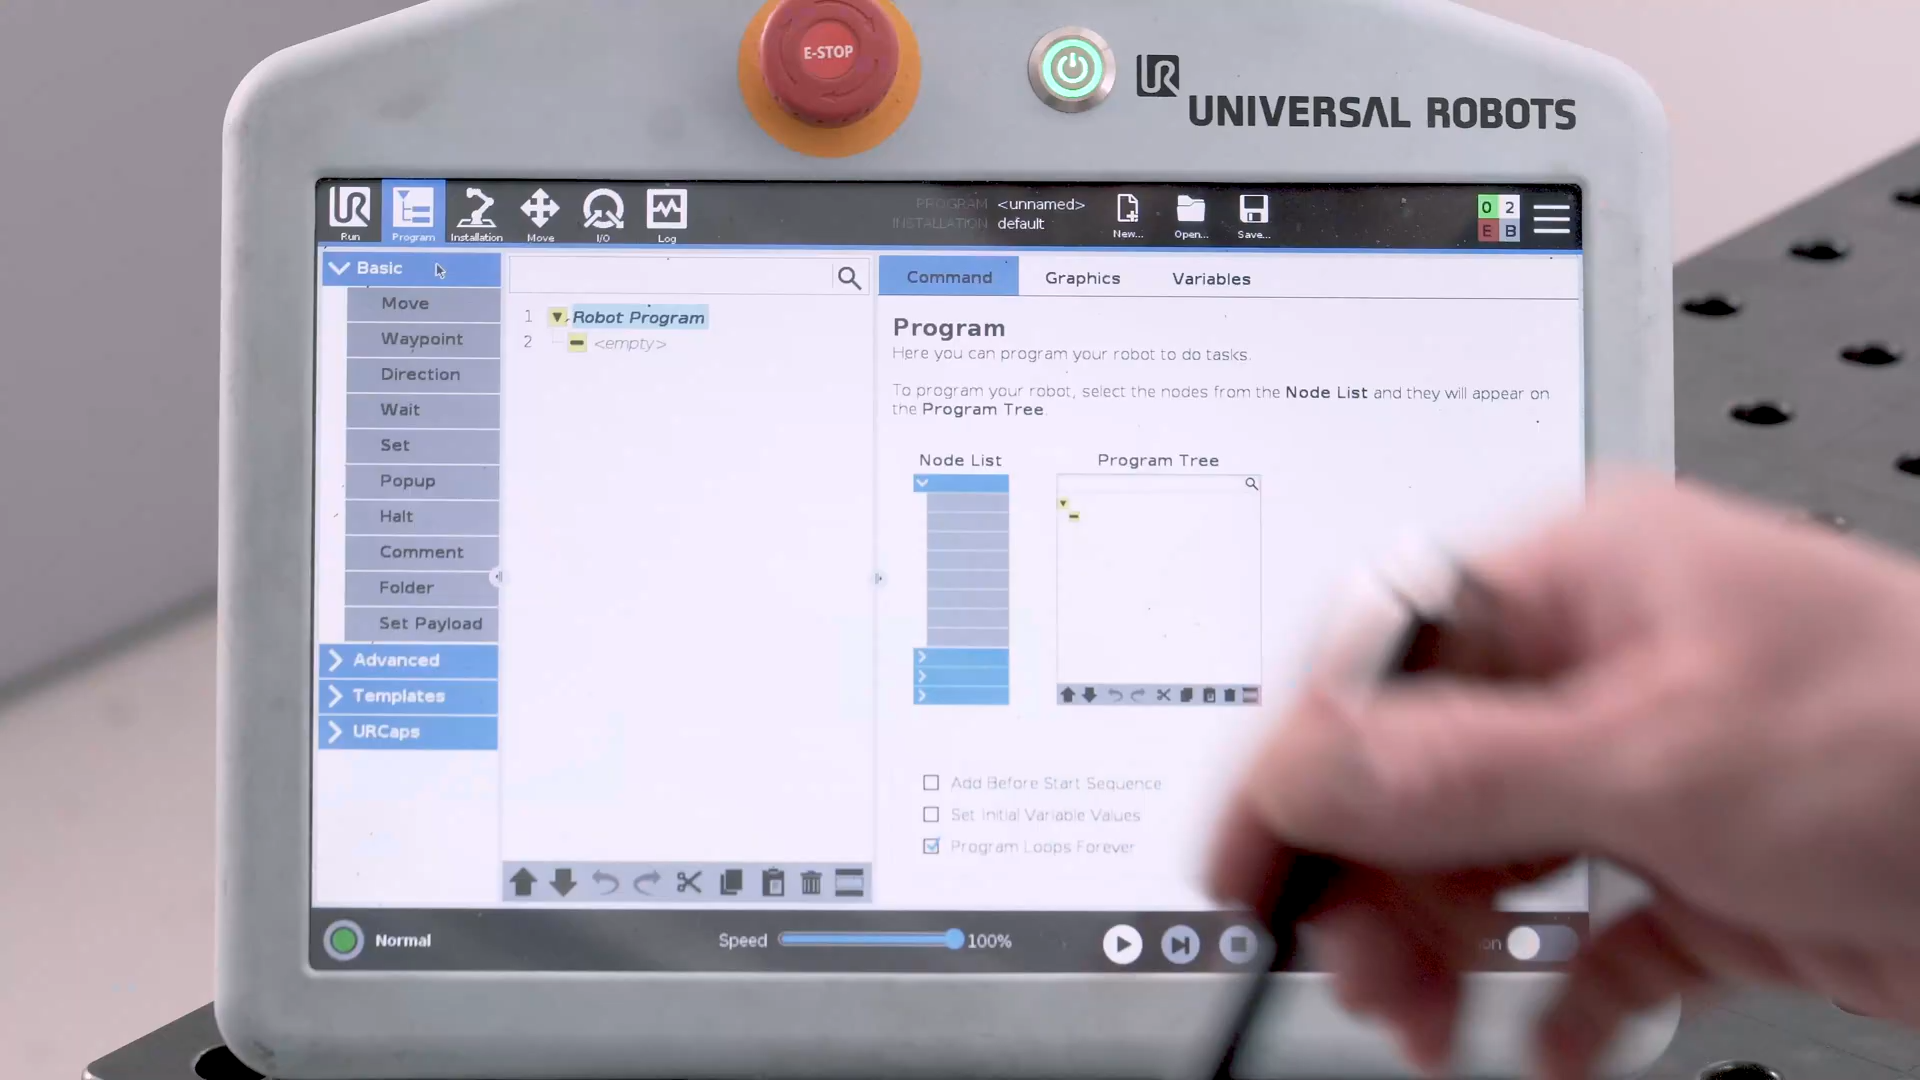 E-STOP
UR
UNIVERSAL ROBOTS
Run
Program
Installation
Move
I/O
Log
PROGRAM <unnamed>
INSTALLATION default
New...
Open...
Save...
0 2
E B
Basic
Move
Waypoint
Direction
Wait
Set
Popup
Halt
Comment
Folder
Set Payload
Advanced
Templates
URCaps
1 Robot Program
2 <empty>
Command Graphics Variables
Program
Here you can program your robot to do tasks.
To program your robot, select the nodes from the Node List and they will appear on
the Program Tree.
Node List Program Tree
Add Before Start Sequence
Set Initial Variable Values
Program Loops Forever
Normal
Speed 100%